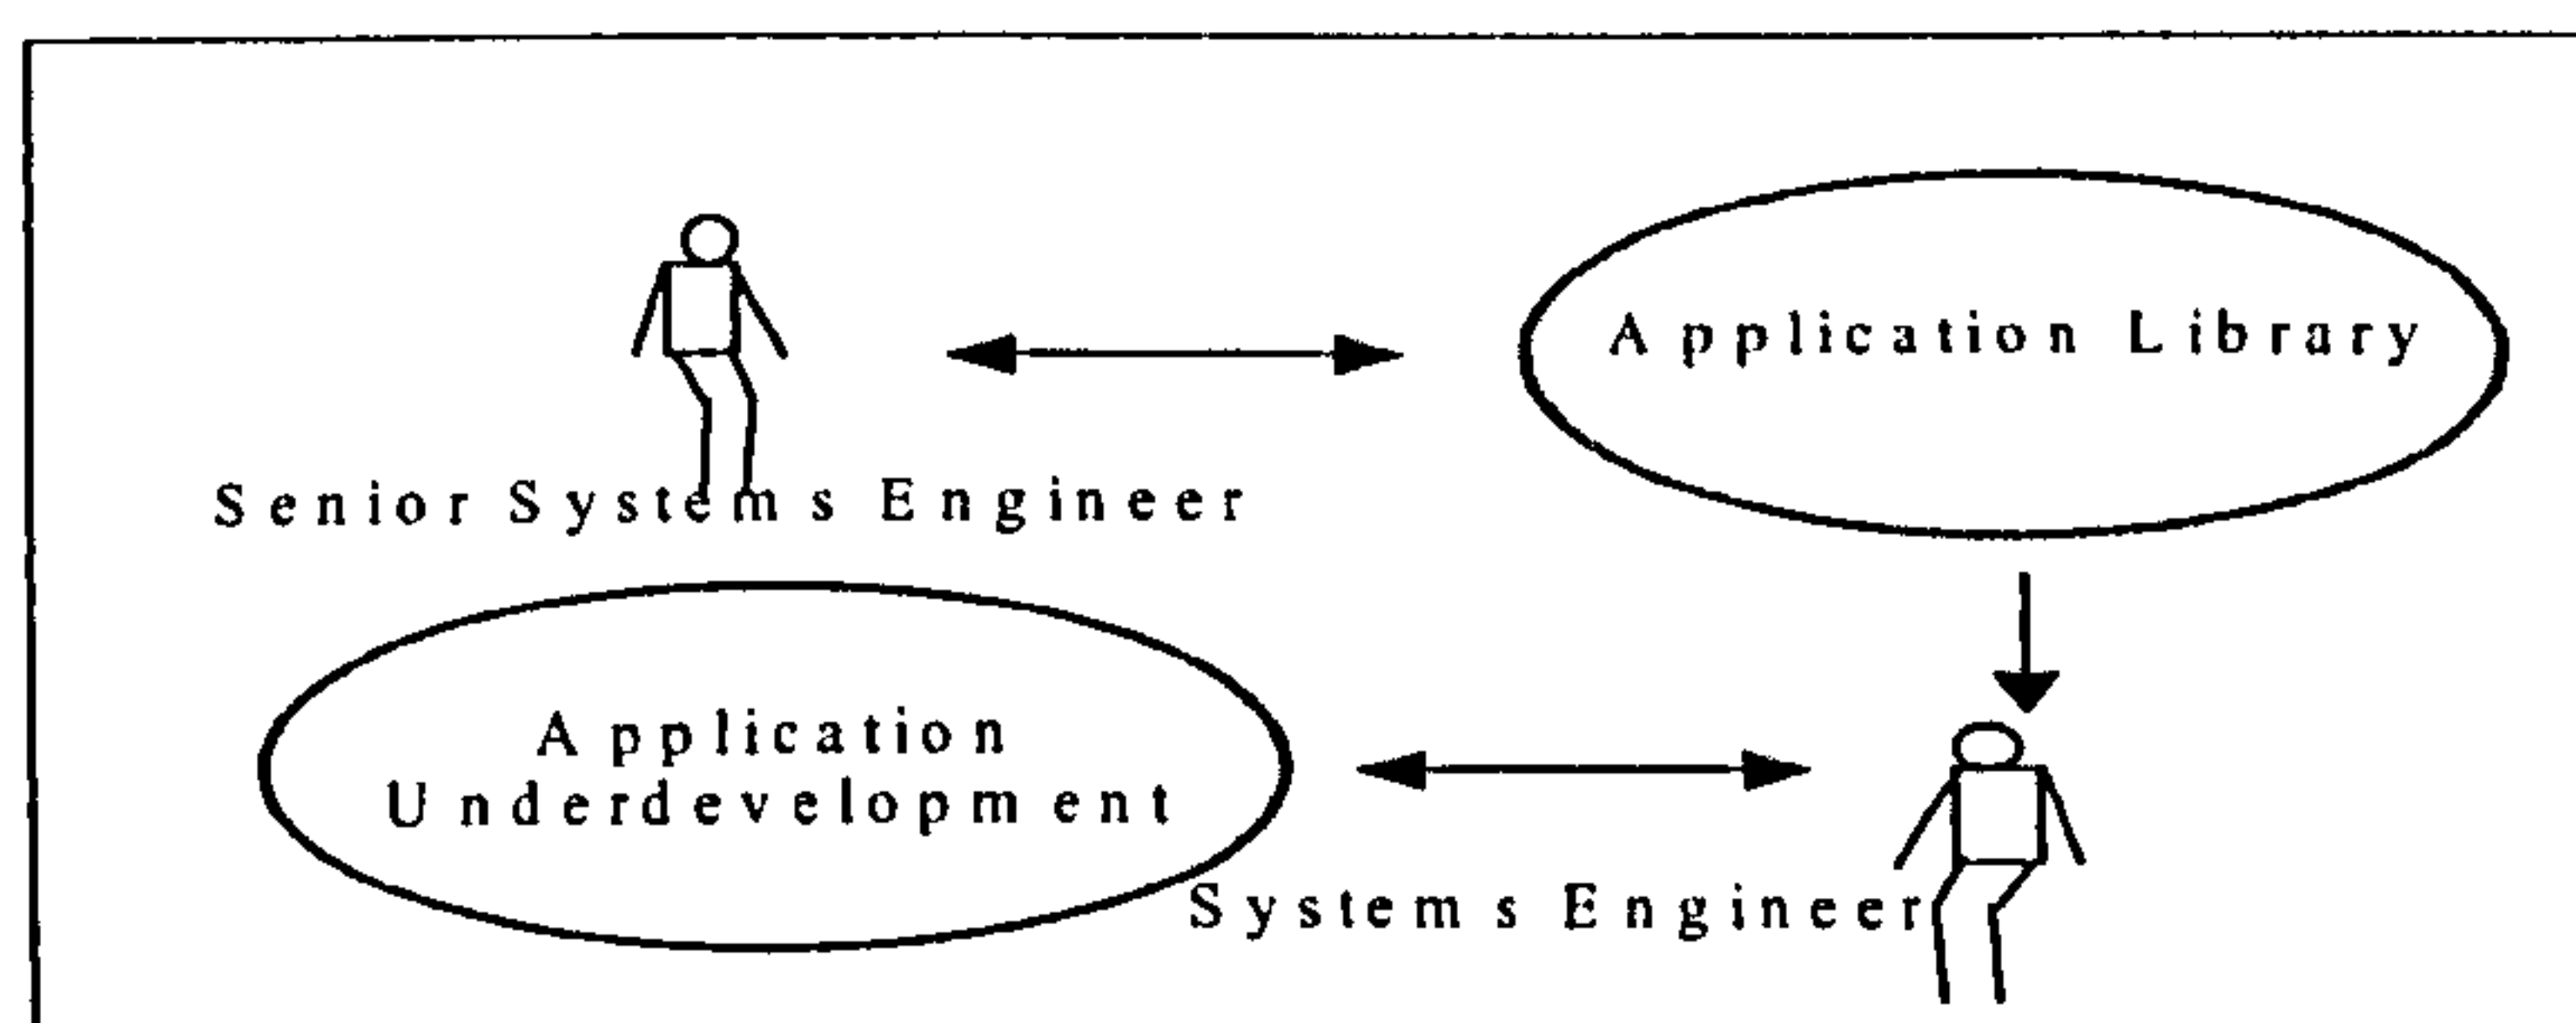 Application Library
Senior Systems Engineer
Application
Underdevelopment
Systems Engineer